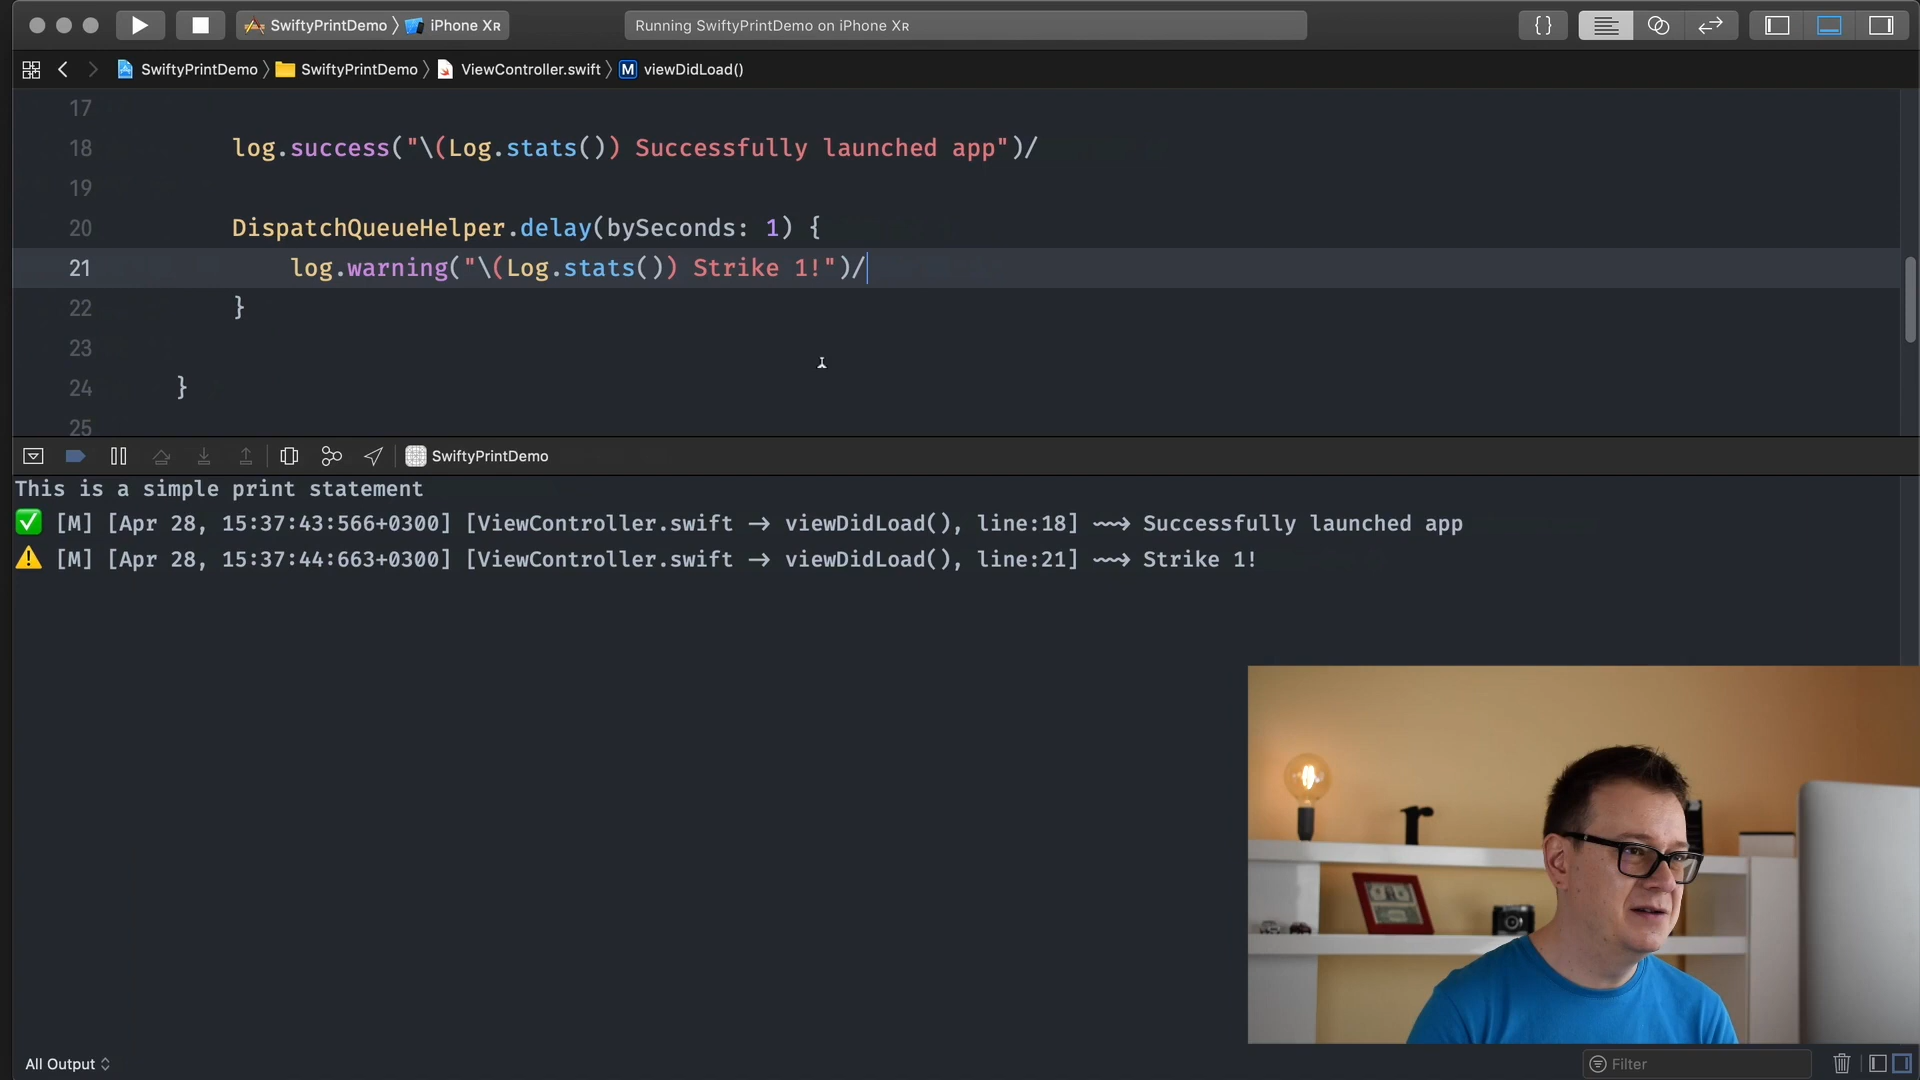 SwiftyPrintDemo 〉 iPhone XR
Running SwiftyPrintDemo on iPhone XR
{ }
SwiftyPrintDemo 〉 SwiftyPrintDemo 〉 ViewController.swift 〉 M viewDidLoad()
17
18 log.success("\(Log.stats()) Successfully launched app")/
19
20 DispatchQueueHelper.delay(bySeconds: 1) {
21 log.warning("\(Log.stats()) Strike 1!")/
22 }
23
24 }
25
SwiftyPrintDemo
This is a simple print statement
✅ [M] [Apr 28, 15:37:43:566+0300] [ViewController.swift → viewDidLoad(), line:18] ⟿ Successfully launched app
⚠️ [M] [Apr 28, 15:37:44:663+0300] [ViewController.swift → viewDidLoad(), line:21] ⟿ Strike 1!
All Output
Filter